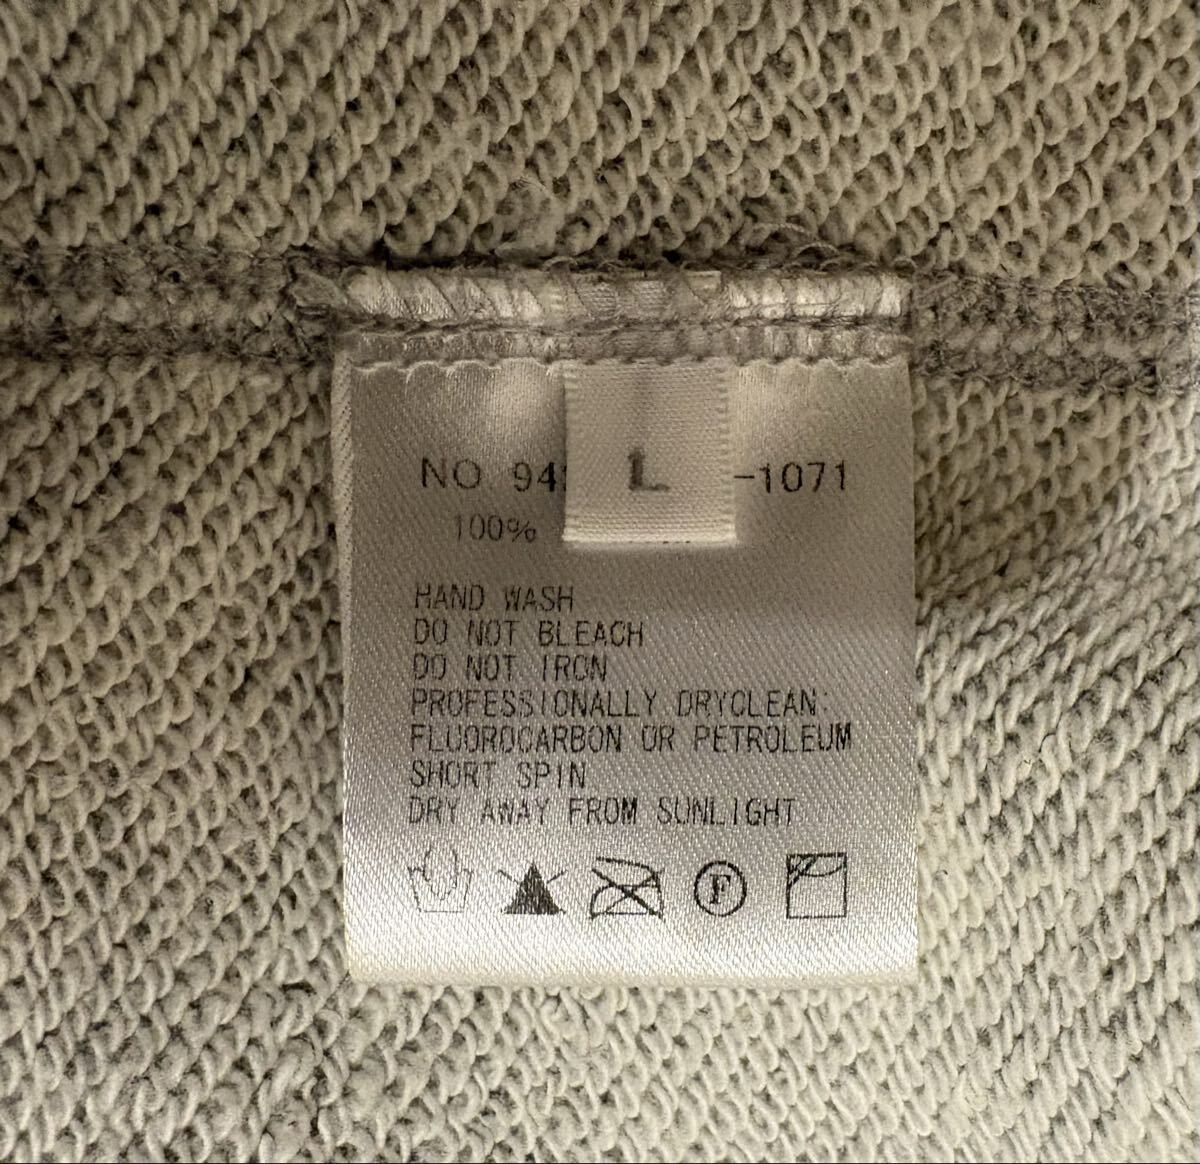 NO. 94 L -1071
100%
HAND WASH
DO NOT BLEACH
DO NOT IRON
PROFESSIONALLY DRYCLEAN:
FLUOROCARBON OR PETROLEUM
SHORT SPIN
DRY AWAY FROM SUNLIGHT
F